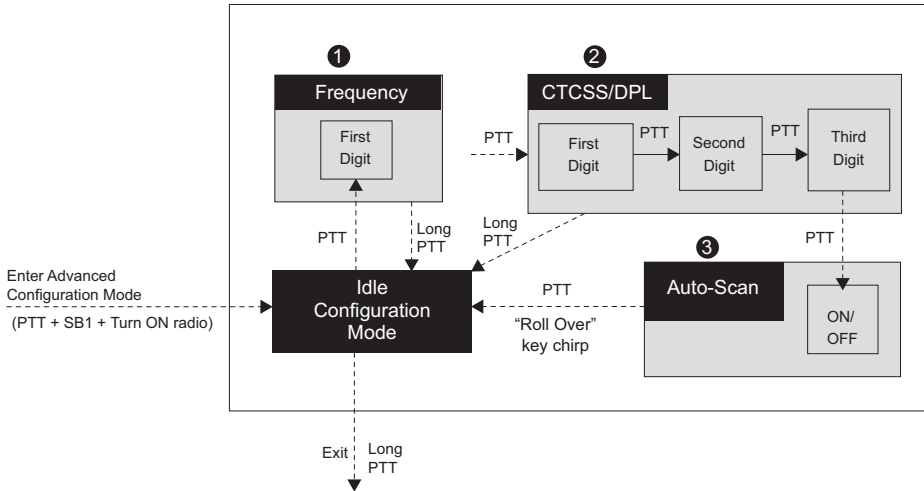 1
Frequency
First
Digit
PTT
Long
PTT
2
CTCSS/DPL
PTT
First
Digit
PTT
Second
Digit
PTT
Third
Digit
Long
PTT
PTT
3
Auto-Scan
ON/
OFF
PTT
“Roll Over”
key chirp
Enter Advanced
Configuration Mode
(PTT + SB1 + Turn ON radio)
Idle
Configuration
Mode
Exit
Long
PTT